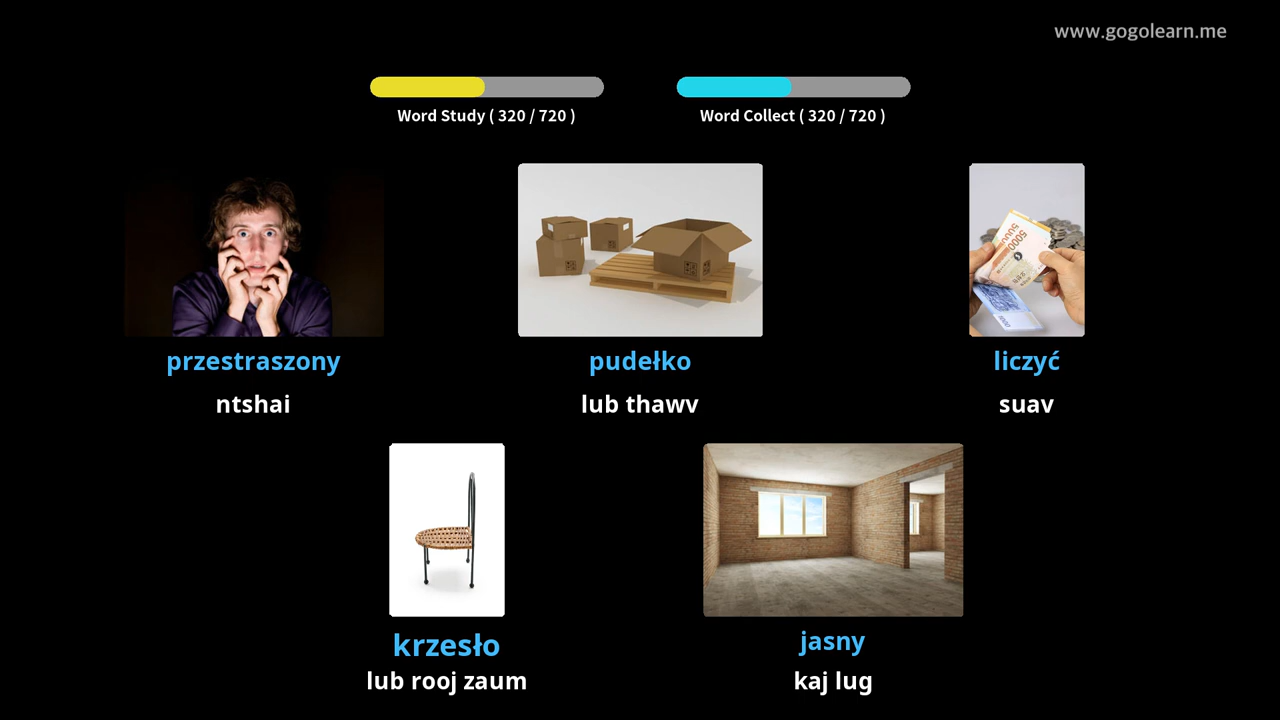 www.gogolearn.me
Word Study ( 320 / 720 )
Word Collect ( 320 / 720 )
przestraszony
pudełko
liczyć
ntshai
lub thawv
suav
krzesło
jasny
lub rooj zaum
kaj lug